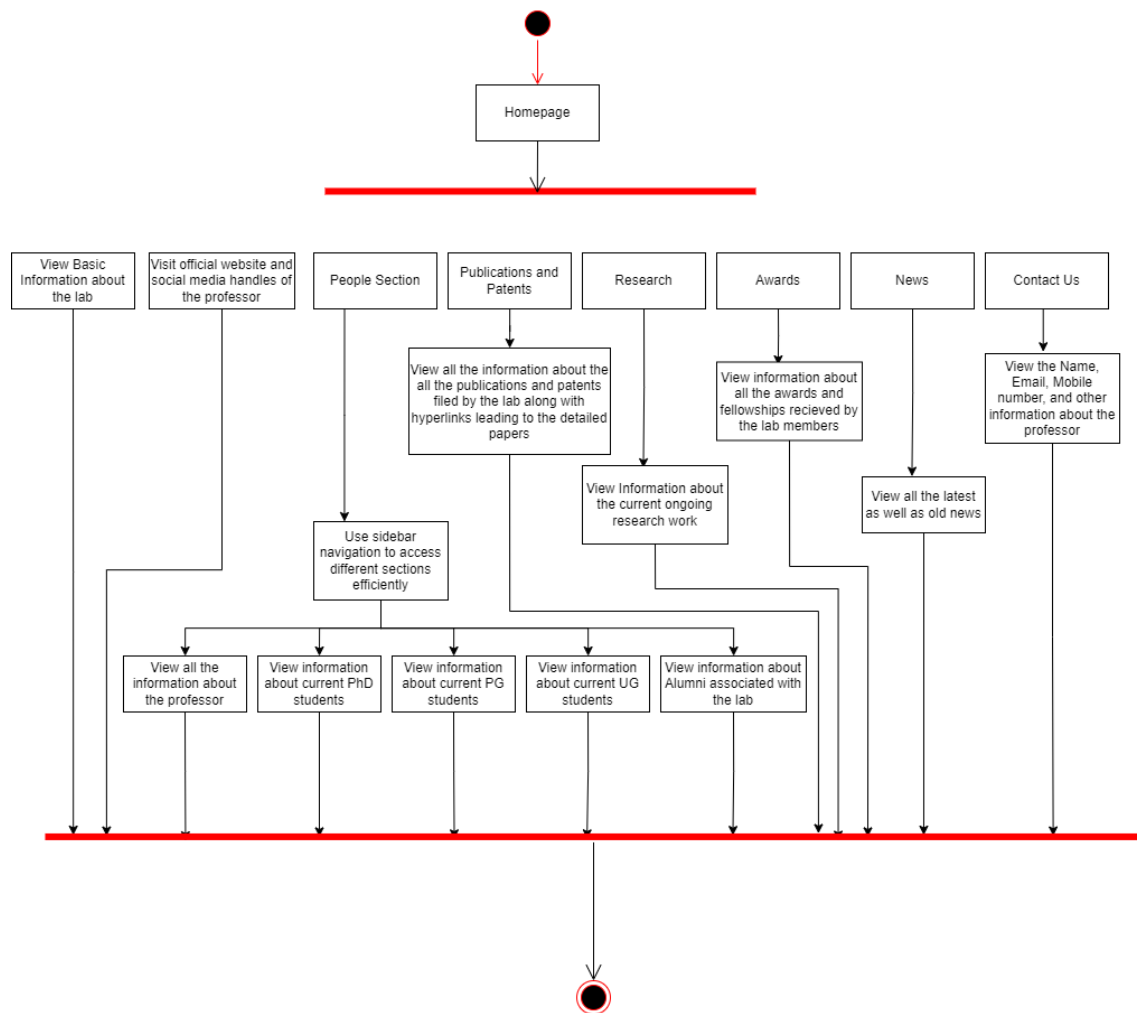 Homepage
View Basic
Information about
the lab
Visit official website and
social media handles of
the professor
People Section
Publications and
Patents
Research
Awards
News
Contact Us
View all the information about the
all the publications and patents
filed by the lab along with
hyperlinks leading to the detailed
papers
View information about
all the awards and
fellowships recieved by
the lab members
View the Name,
Email, Mobile
number, and other
information about the
professor
View Information about
the current ongoing
research work
View all the latest
as well as old news
Use sidebar
navigation to access
different sections
efficiently
View all the
information about
the professor
View information
about current PhD
students
View information
about current PG
students
View information
about current UG
students
View information about
Alumni associated with
the lab